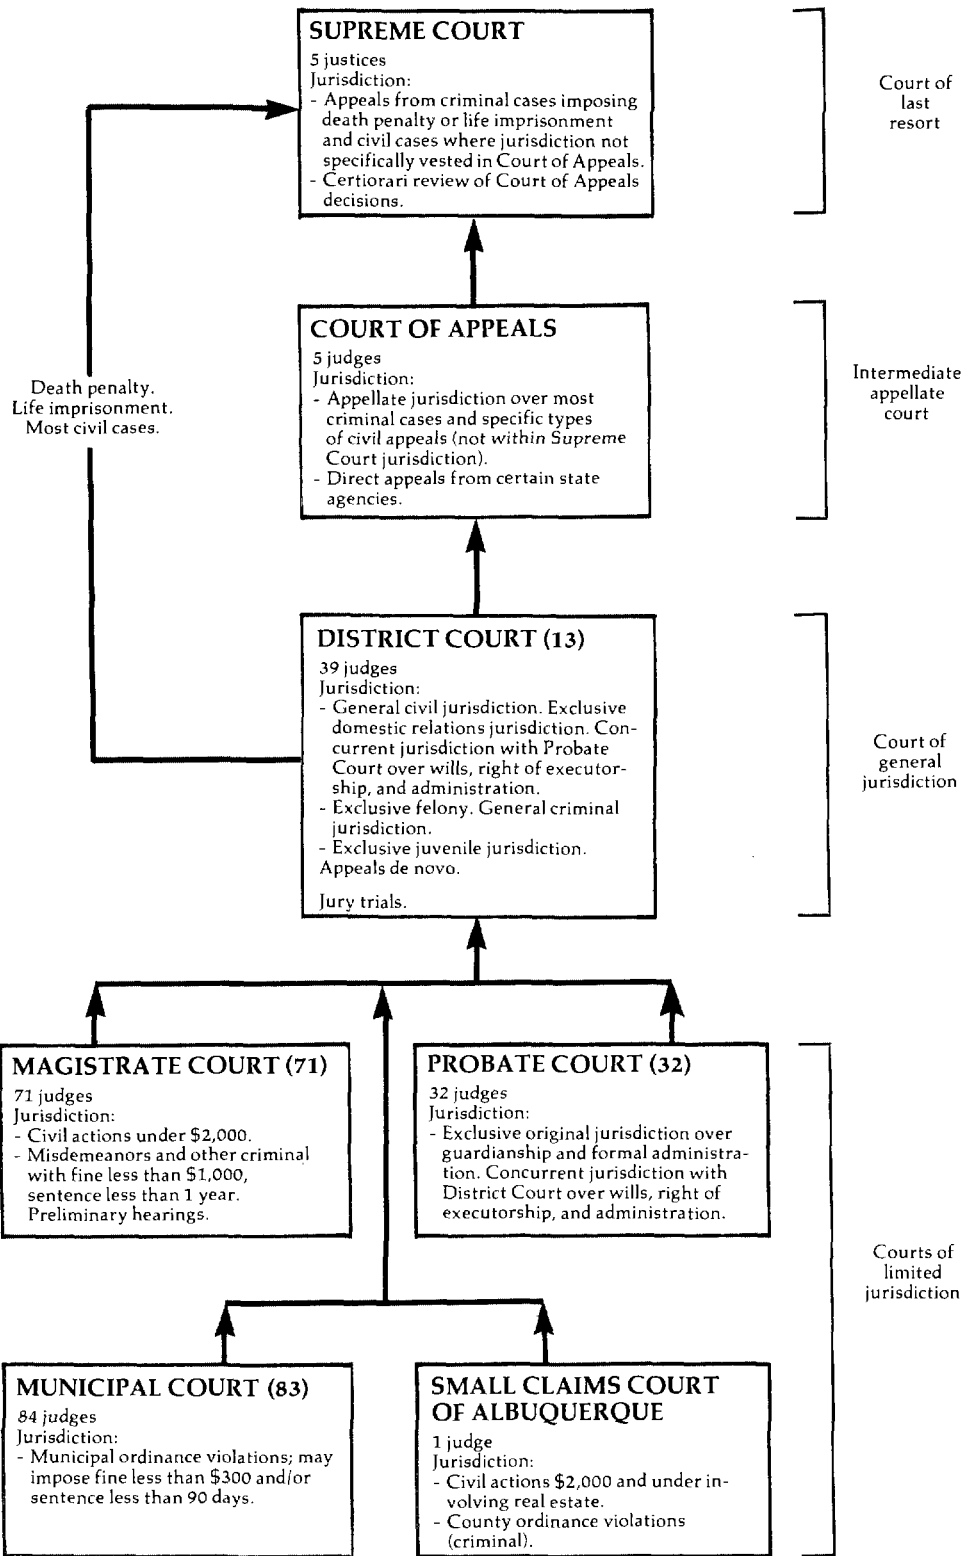 SUPREME COURT
5 justices
Jurisdiction:
- Appeals from criminal cases imposing
death penalty or life imprisonment
and civil cases where jurisdiction not
specifically vested in Court of Appeals.
- Certiorari review of Court of Appeals
decisions.
Court of
last
resort
COURT OF APPEALS
5 judges
Jurisdiction:
- Appellate jurisdiction over most
criminal cases and specific types
of civil appeals (not within Supreme
Court jurisdiction).
- Direct appeals from certain state
agencies.
Intermediate
appellate
court
Death penalty.
Life imprisonment.
Most civil cases.
DISTRICT COURT (13)
39 judges
Jurisdiction:
- General civil jurisdiction. Exclusive
domestic relations jurisdiction. Con-
current jurisdiction with Probate
Court over wills, right of executor-
ship, and administration.
- Exclusive felony. General criminal
jurisdiction.
- Exclusive juvenile jurisdiction.
Appeals de novo.
Jury trials.
Court of
general
jurisdiction
MAGISTRATE COURT (71)
71 judges
Jurisdiction:
- Civil actions under $2,000.
- Misdemeanors and other criminal
with fine less than $1,000,
sentence less than 1 year.
Preliminary hearings.
PROBATE COURT (32)
32 judges
Jurisdiction:
- Exclusive original jurisdiction over
guardianship and formal administra-
tion. Concurrent jurisdiction with
District Court over wills, right of
executorship, and administration.
Courts of
limited
jurisdiction
MUNICIPAL COURT (83)
84 judges
Jurisdiction:
- Municipal ordinance violations; may
impose fine less than $300 and/or
sentence less than 90 days.
SMALL CLAIMS COURT
OF ALBUQUERQUE
1 judge
Jurisdiction:
- Civil actions $2,000 and under in-
volving real estate.
- County ordinance violations
(criminal).